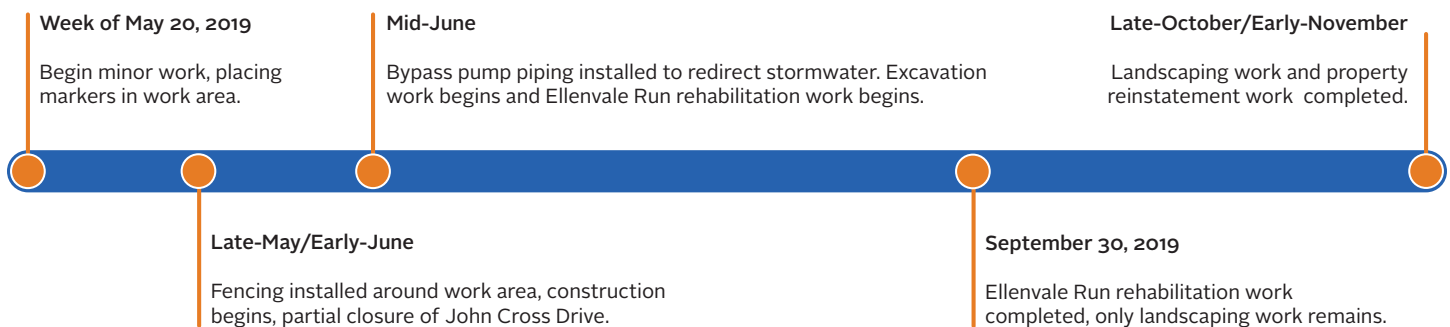 Week of May 20, 2019
Begin minor work, placing
markers in work area.
Mid-June
Bypass pump piping installed to redirect stormwater. Excavation
work begins and Ellenvale Run rehabilitation work begins.
Late-October/Early-November
Landscaping work and property
reinstatement work completed.
Late-May/Early-June
Fencing installed around work area, construction
begins, partial closure of John Cross Drive.
September 30, 2019
Ellenvale Run rehabilitation work
completed, only landscaping work remains.